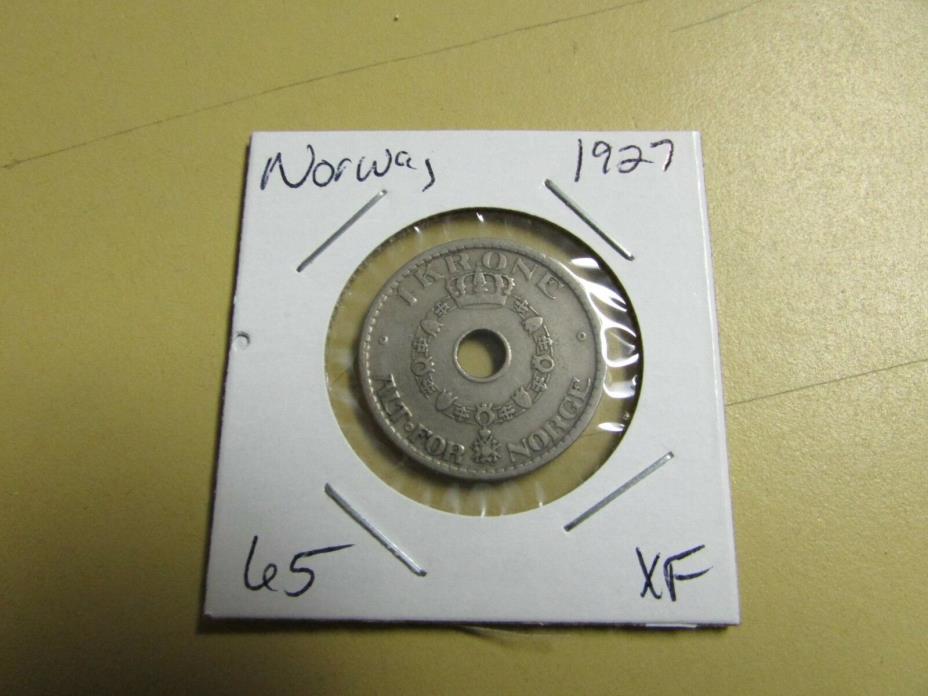 Norway 1927
1 KRONE
ALT • FOR NORGE
65 XF